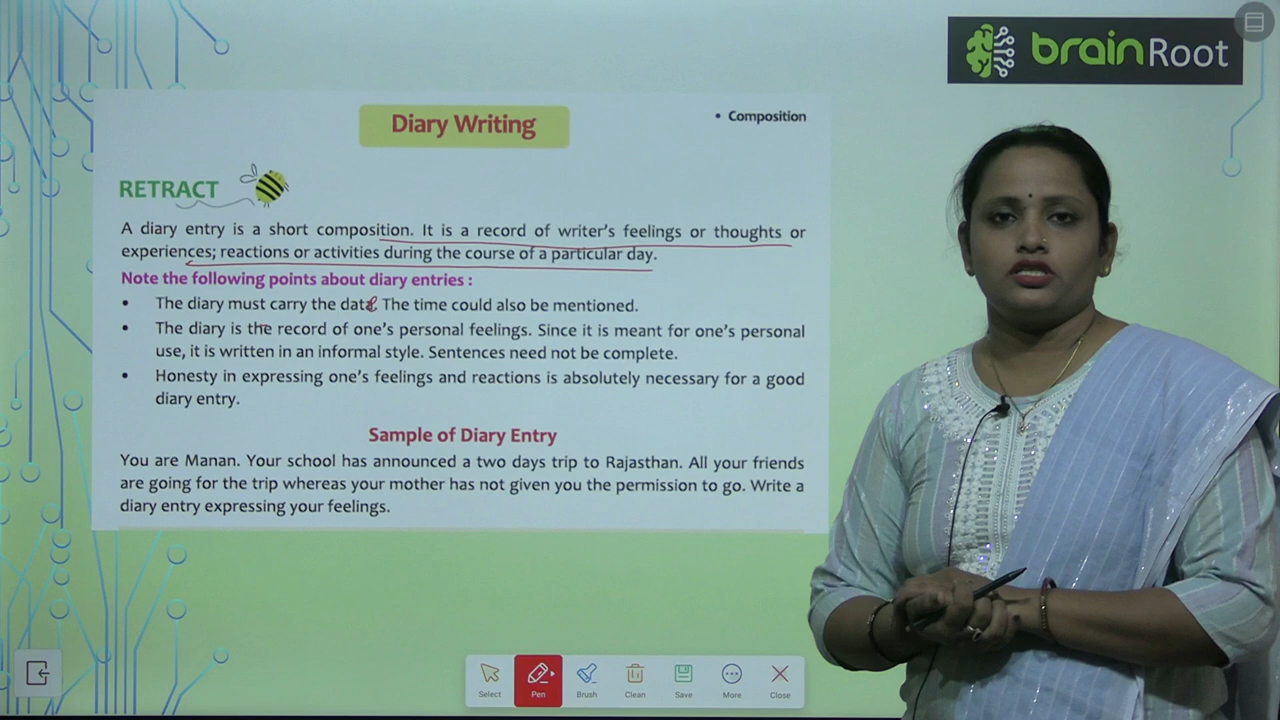 brainRoot
Diary Writing
• Composition
RETRACT
A diary entry is a short composition. It is a record of writer's feelings or thoughts or
experiences; reactions or activities during the course of a particular day.
Note the following points about diary entries :
• The diary must carry the date. The time could also be mentioned.
• The diary is the record of one's personal feelings. Since it is meant for one's personal
use, it is written in an informal style. Sentences need not be complete.
• Honesty in expressing one's feelings and reactions is absolutely necessary for a good
diary entry.
Sample of Diary Entry
You are Manan. Your school has announced a two days trip to Rajasthan. All your friends
are going for the trip whereas your mother has not given you the permission to go. Write a
diary entry expressing your feelings.
Select Pen Brush Clean Save More Close